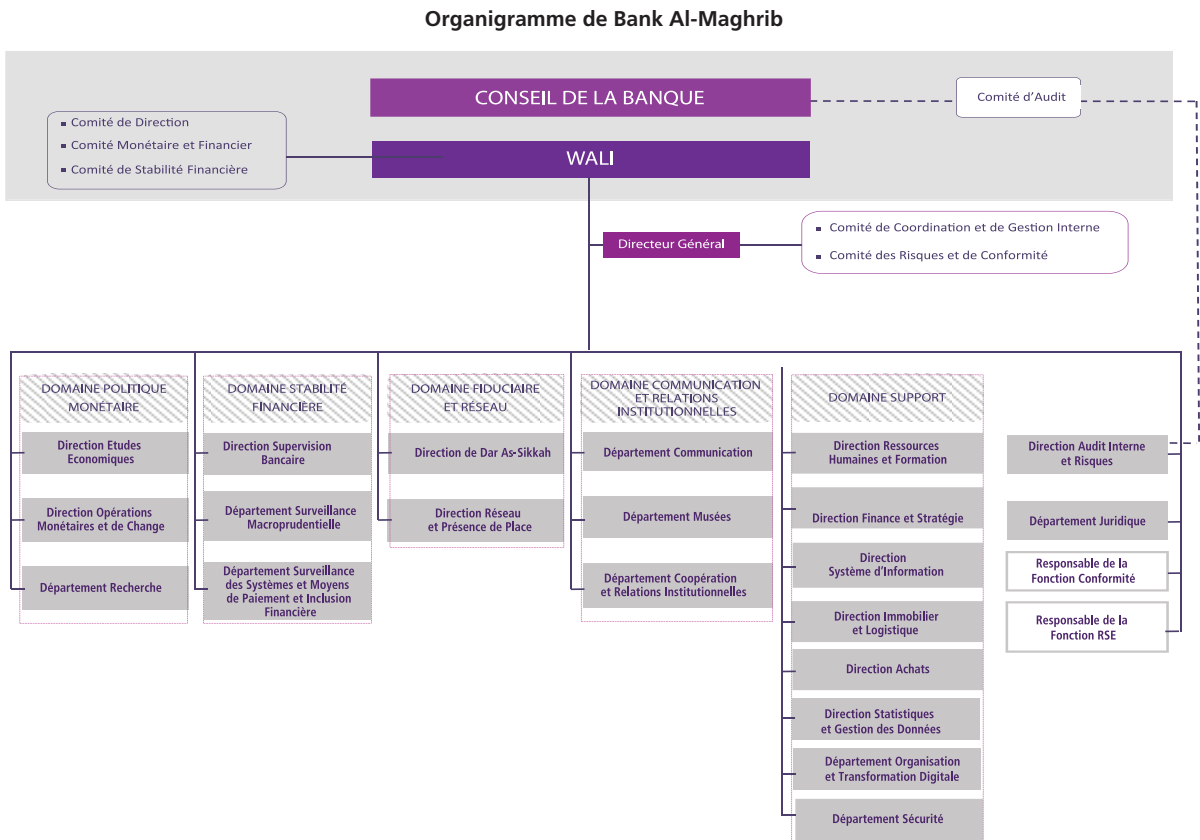 Organigramme de Bank Al-Maghrib
CONSEIL DE LA BANQUE
Comité d'Audit
▪ Comité de Direction
▪ Comité Monétaire et Financier
▪ Comité de Stabilité Financière
WALI
Directeur Général
▪ Comité de Coordination et de Gestion Interne
▪ Comité des Risques et de Conformité
DOMAINE POLITIQUE
MONÉTAIRE
Direction Etudes
Economiques
Direction Opérations
Monétaires et de Change
Département Recherche
DOMAINE STABILITÉ
FINANCIÈRE
Direction Supervision
Bancaire
Département Surveillance
Macroprudentielle
Département Surveillance
des Systèmes et Moyens
de Paiement et Inclusion
Financière
DOMAINE FIDUCIAIRE
ET RÉSEAU
Direction de Dar As-Sikkah
Direction Réseau
et Présence de Place
DOMAINE COMMUNICATION
ET RELATIONS
INSTITUTIONNELLES
Département Communication
Département Musées
Département Coopération
et Relations Institutionnelles
DOMAINE SUPPORT
Direction Ressources
Humaines et Formation
Direction Finance et Stratégie
Direction
Système d'Information
Direction Immobilier
et Logistique
Direction Achats
Direction Statistiques
et Gestion des Données
Département Organisation
et Transformation Digitale
Département Sécurité
Direction Audit Interne
et Risques
Département Juridique
Responsable de la
Fonction Conformité
Responsable de la
Fonction RSE